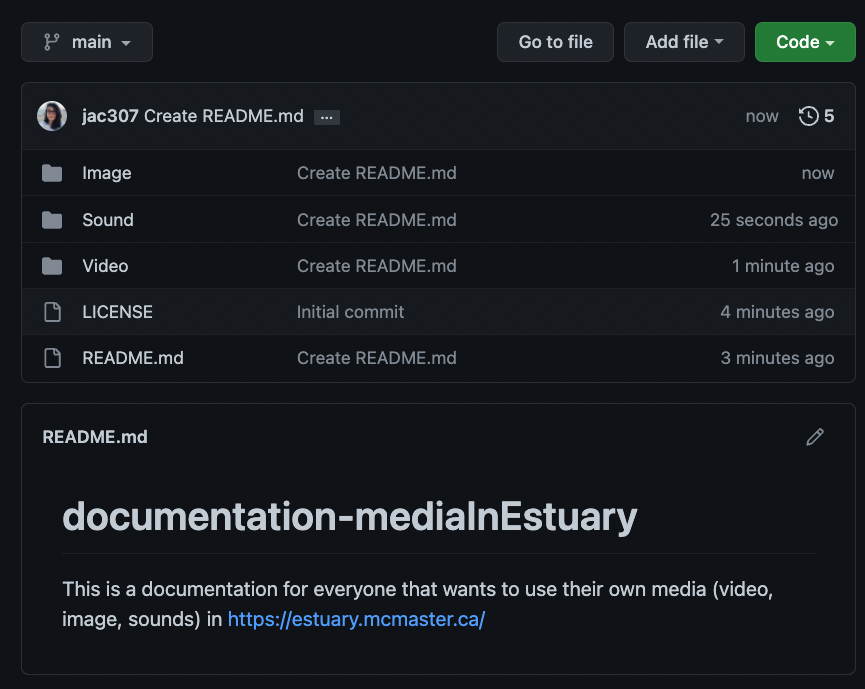 main Go to file Add file Code
jac307 Create README.md ... now 5
Image Create README.md now
Sound Create README.md 25 seconds ago
Video Create README.md 1 minute ago
LICENSE Initial commit 4 minutes ago
README.md Create README.md 3 minutes ago
README.md
documentation-mediaInEstuary
This is a documentation for everyone that wants to use their own media (video,
image, sounds) in https://estuary.mcmaster.ca/